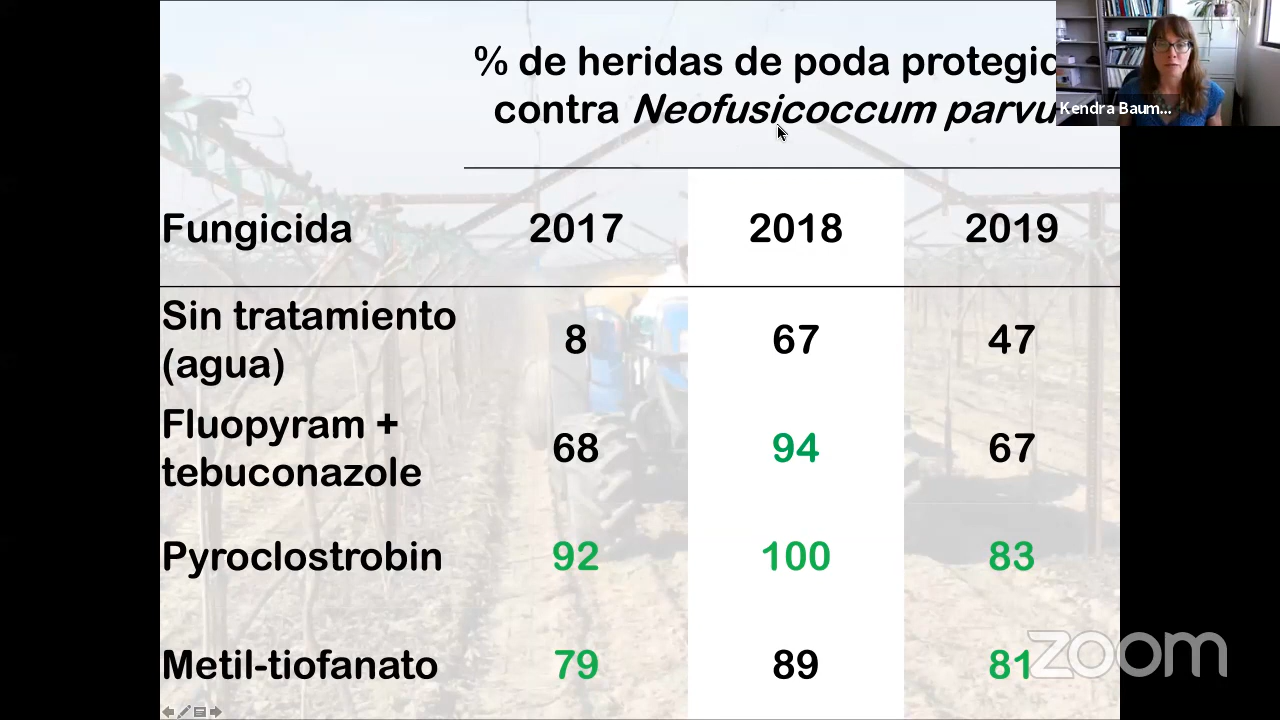 % de heridas de poda protegid
contra Neofusicoccum parvu
Kendra Baum...
Fungicida 2017 2018 2019
Sin tratamiento
(agua) 8 67 47
Fluopyram +
tebuconazole 68 94 67
Pyroclostrobin 92 100 83
Metil-tiofanato 79 89 81
zoom